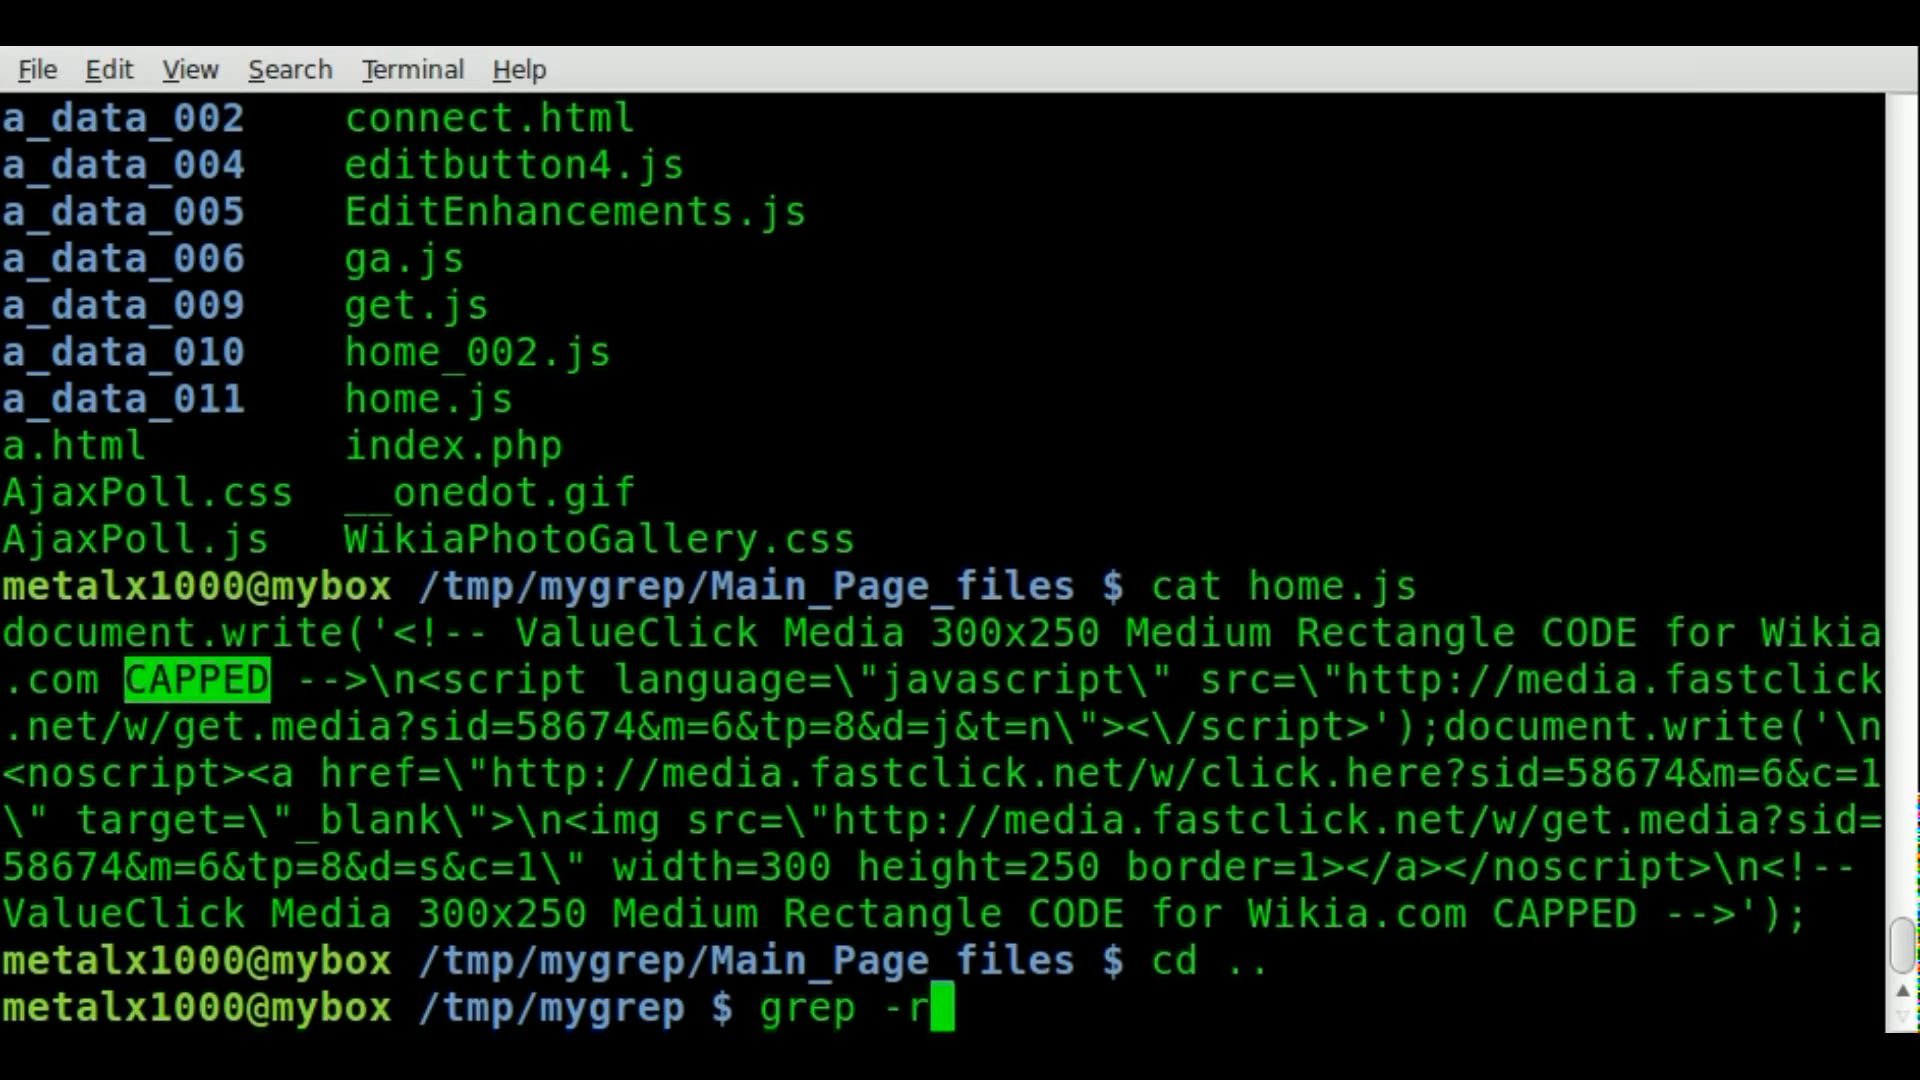 File Edit View Search Terminal Help
a_data_002 connect.html
a_data_004 editbutton4.js
a_data_005 EditEnhancements.js
a_data_006 ga.js
a_data_009 get.js
a_data_010 home_002.js
a_data_011 home.js
a.html index.php
AjaxPoll.css __onedot.gif
AjaxPoll.js WikiaPhotoGallery.css
metalx1000@mybox /tmp/mygrep/Main_Page_files $ cat home.js
document.write('<!-- ValueClick Media 300x250 Medium Rectangle CODE for Wikia
.com CAPPED -->\n<script language=\"javascript\" src=\"http://media.fastclick
.net/w/get.media?sid=58674&m=6&tp=8&d=j&t=n\"><\/script>');document.write('\n
<noscript><a href=\"http://media.fastclick.net/w/click.here?sid=58674&m=6&c=1
\" target=\"_blank\">\n<img src=\"http://media.fastclick.net/w/get.media?sid=
58674&m=6&tp=8&d=s&c=1\" width=300 height=250 border=1></a></noscript>\n<!--
ValueClick Media 300x250 Medium Rectangle CODE for Wikia.com CAPPED -->');
metalx1000@mybox /tmp/mygrep/Main_Page_files $ cd ..
metalx1000@mybox /tmp/mygrep $ grep -r